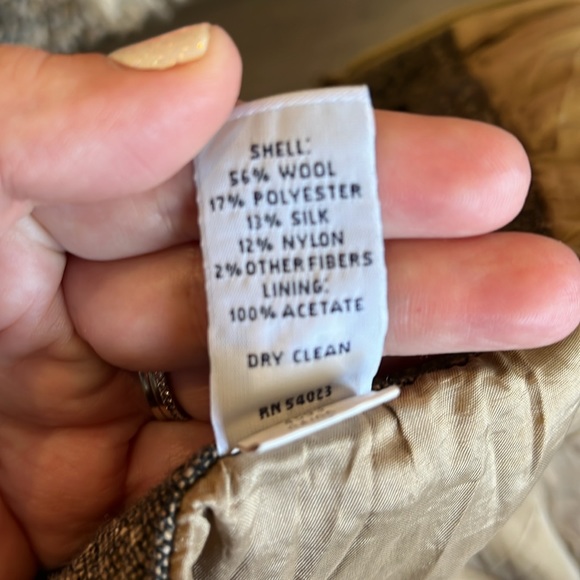 SHELL:
56% WOOL
17% POLYESTER
13% SILK
12% NYLON
2% OTHER FIBERS
LINING:
100% ACETATE
DRY CLEAN
RN 54023